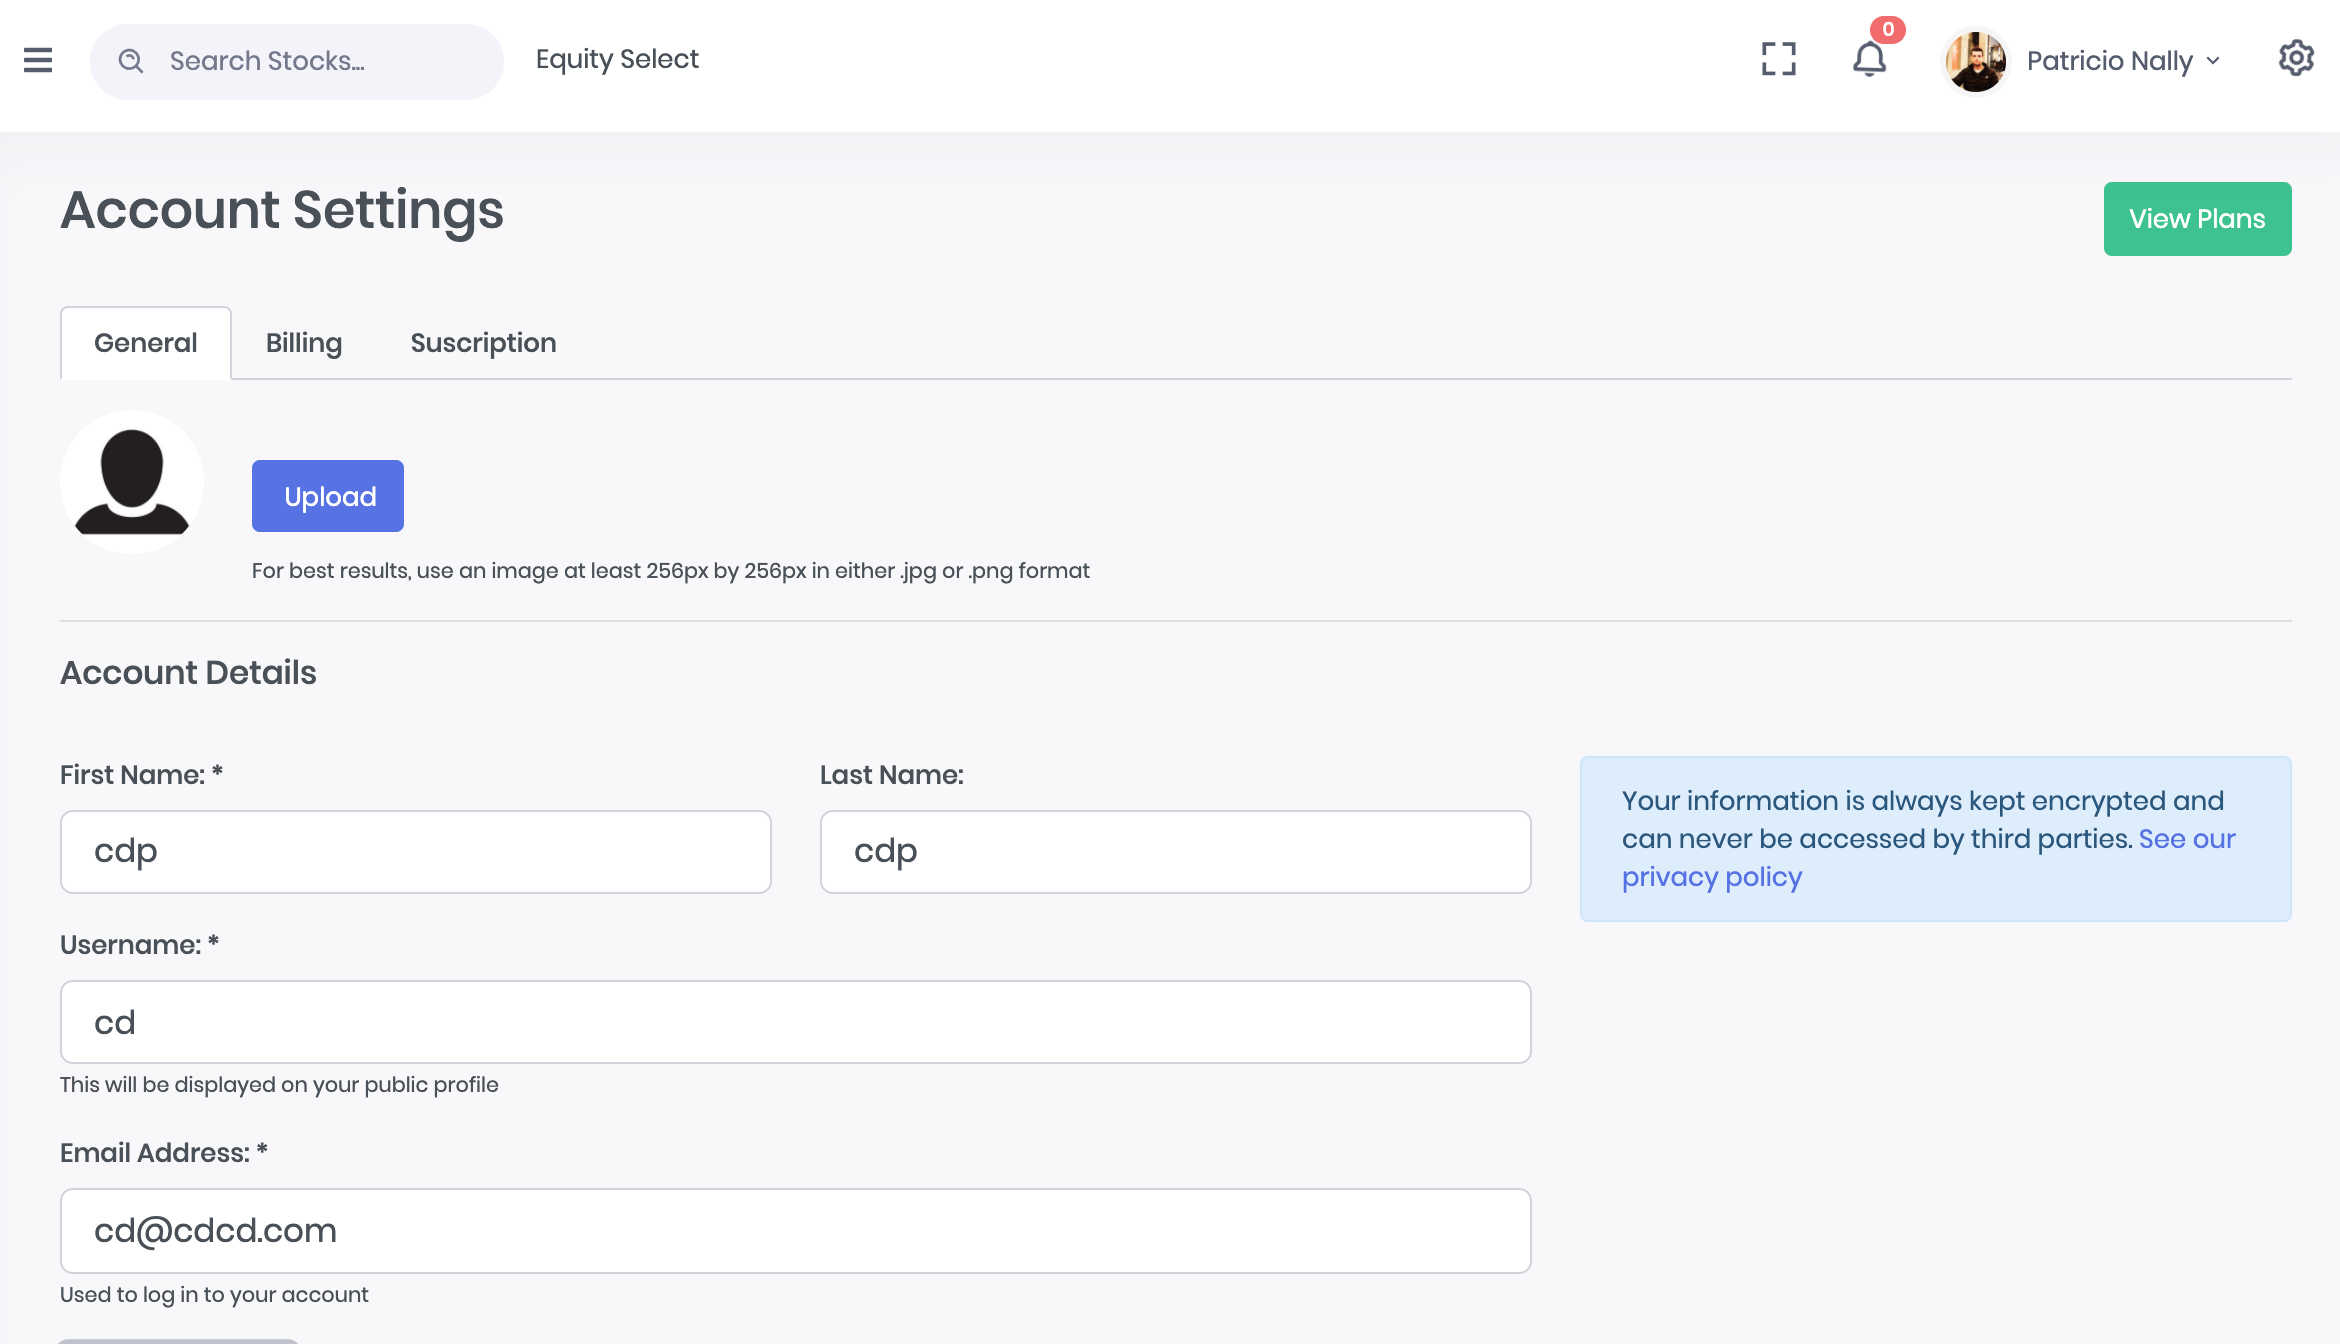 Search Stocks...
Equity Select
0
Patricio Nally
Account Settings
View Plans
General
Billing
Suscription
Upload
For best results, use an image at least 256px by 256px in either .jpg or .png format
Account Details
First Name: *
Last Name:
cdp
cdp
Your information is always kept encrypted and
can never be accessed by third parties. See our
privacy policy
Username: *
cd
This will be displayed on your public profile
Email Address: *
cd@cdcd.com
Used to log in to your account